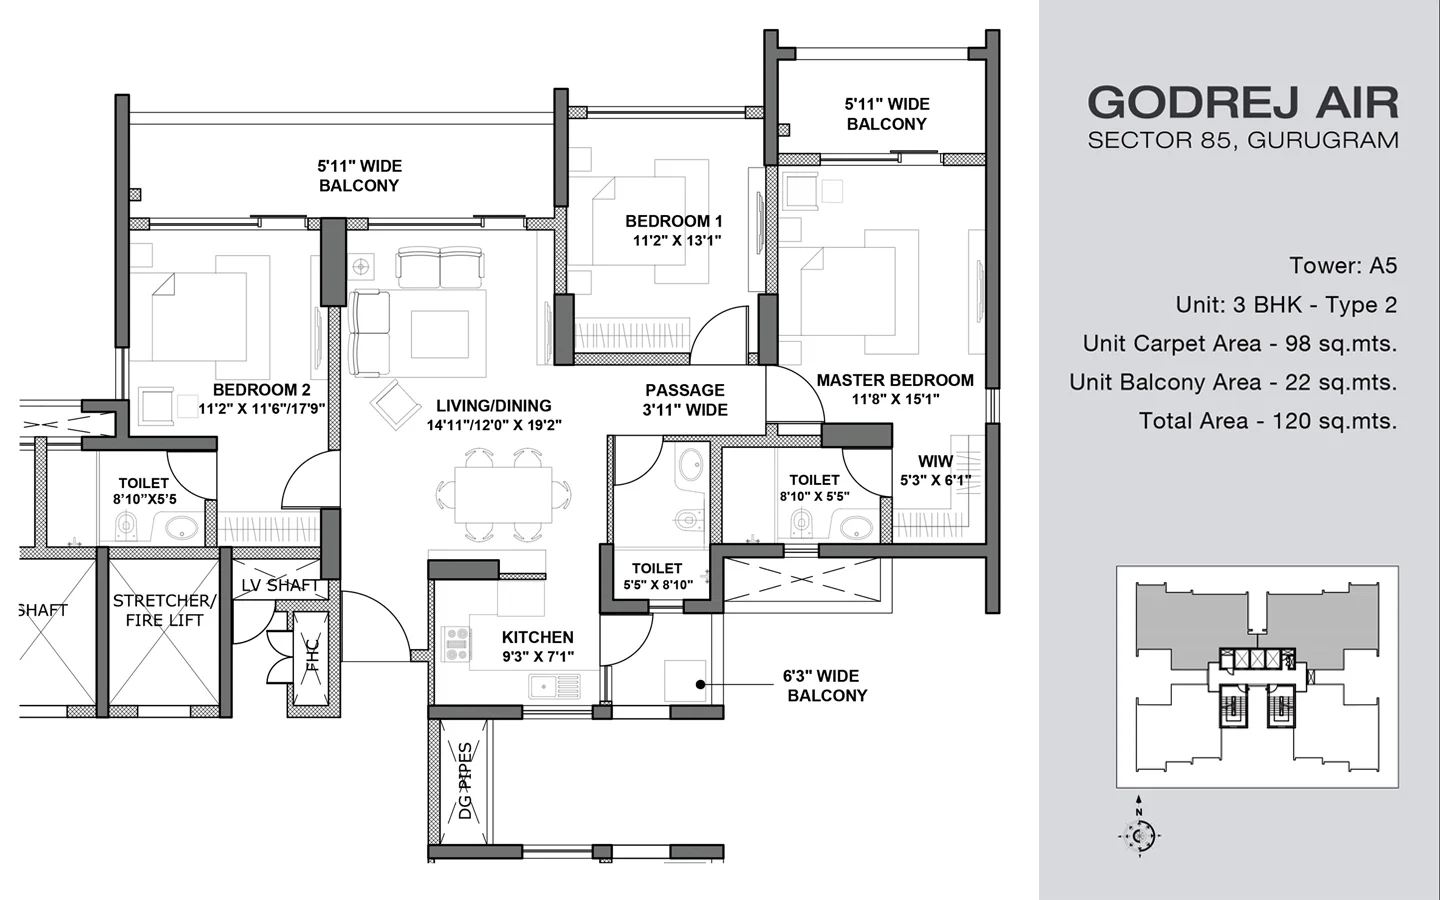 5'11" WIDE
BALCONY
5'11" WIDE
BALCONY
BEDROOM 1
11'2" X 13'1"
BEDROOM 2
11'2" X 11'6"/17'9"
LIVING/DINING
14'11"/12'0" X 19'2"
PASSAGE
3'11" WIDE
MASTER BEDROOM
11'8" X 15'1"
WIW
5'3" X 6'1"
TOILET
8’10”X5’5
TOILET
8'10" X 5'5"
TOILET
5'5" X 8'10"
LV SHAFT
SHAFT
STRETCHER/
FIRE LIFT
FHC
KITCHEN
9'3" X 7'1"
6'3" WIDE
BALCONY
DG PIPES
GODREJ AIR
SECTOR 85, GURUGRAM
Tower: A5
Unit: 3 BHK - Type 2
Unit Carpet Area - 98 sq.mts.
Unit Balcony Area - 22 sq.mts.
Total Area - 120 sq.mts.
N